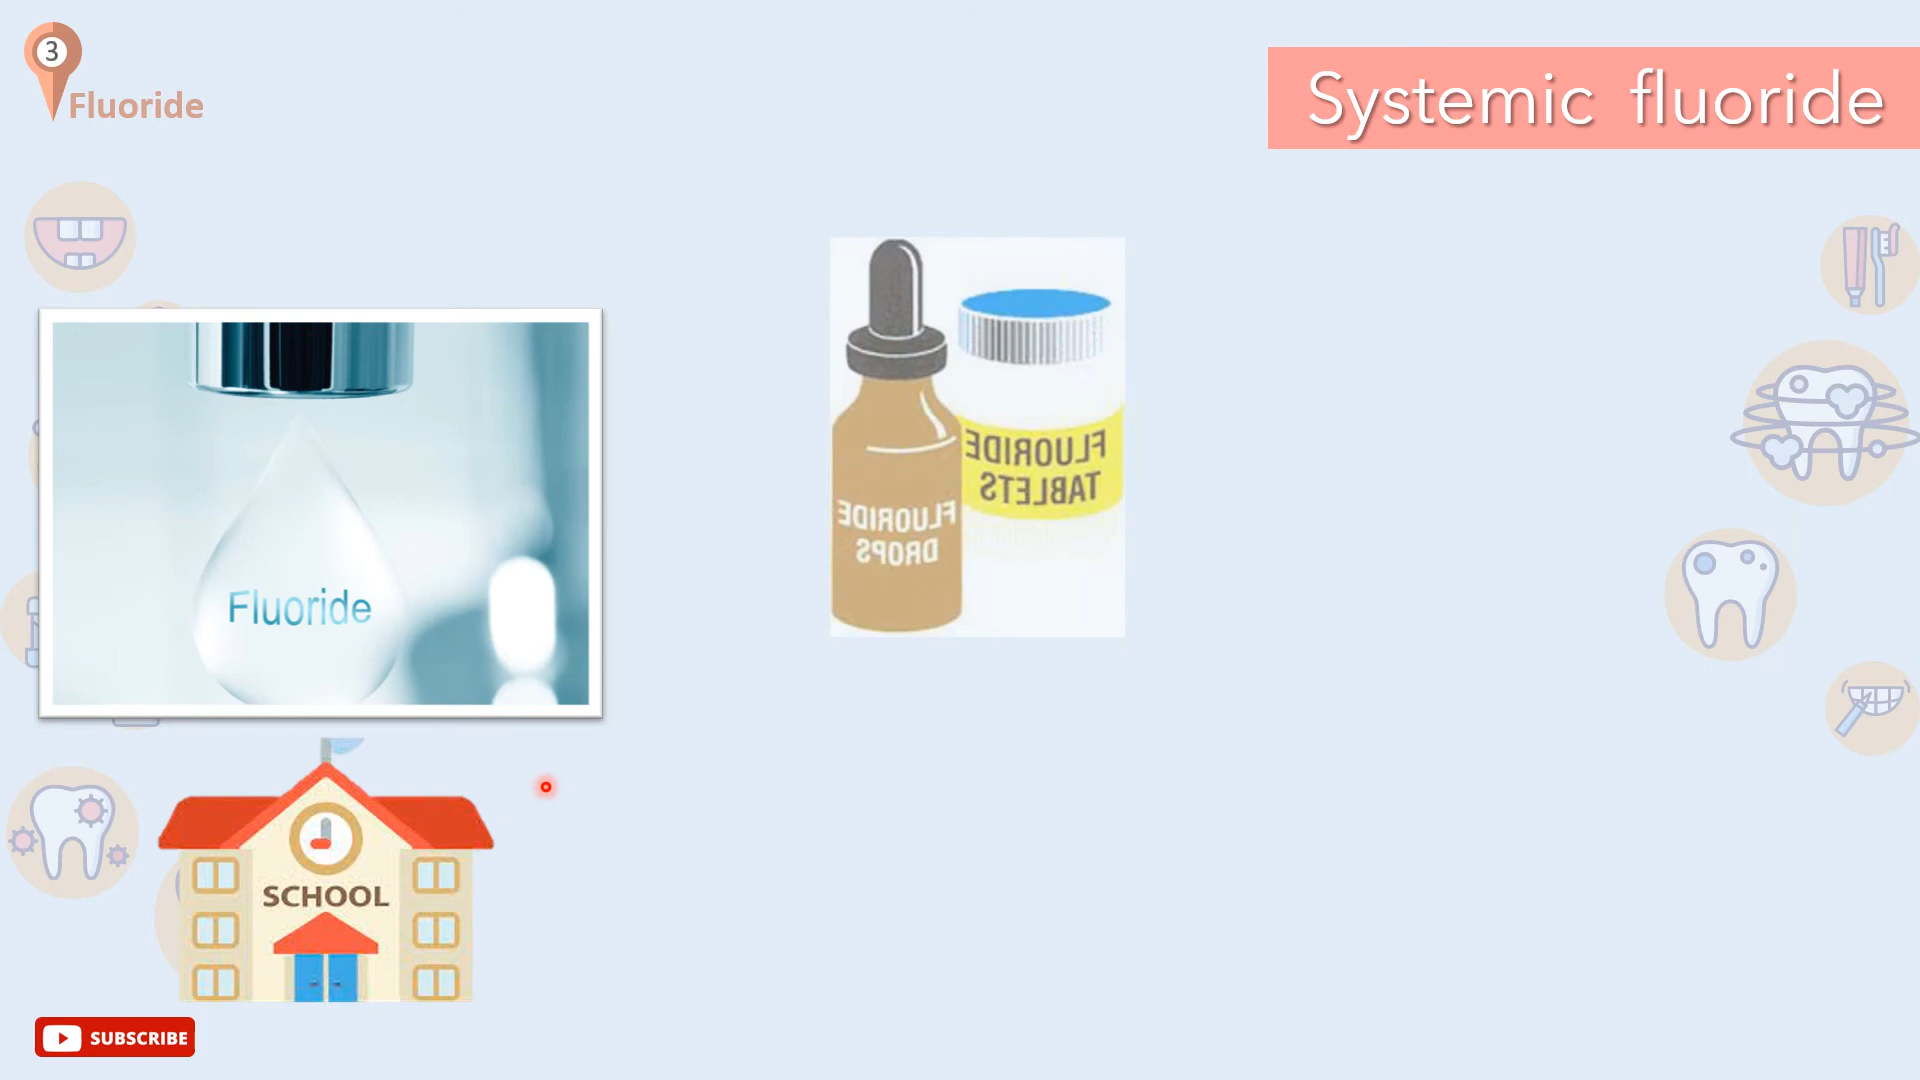 3
Fluoride
Systemic fluoride
FLUORIDE
TABLETS
FLUORIDE
DROPS
Fluoride
SCHOOL
SUBSCRIBE